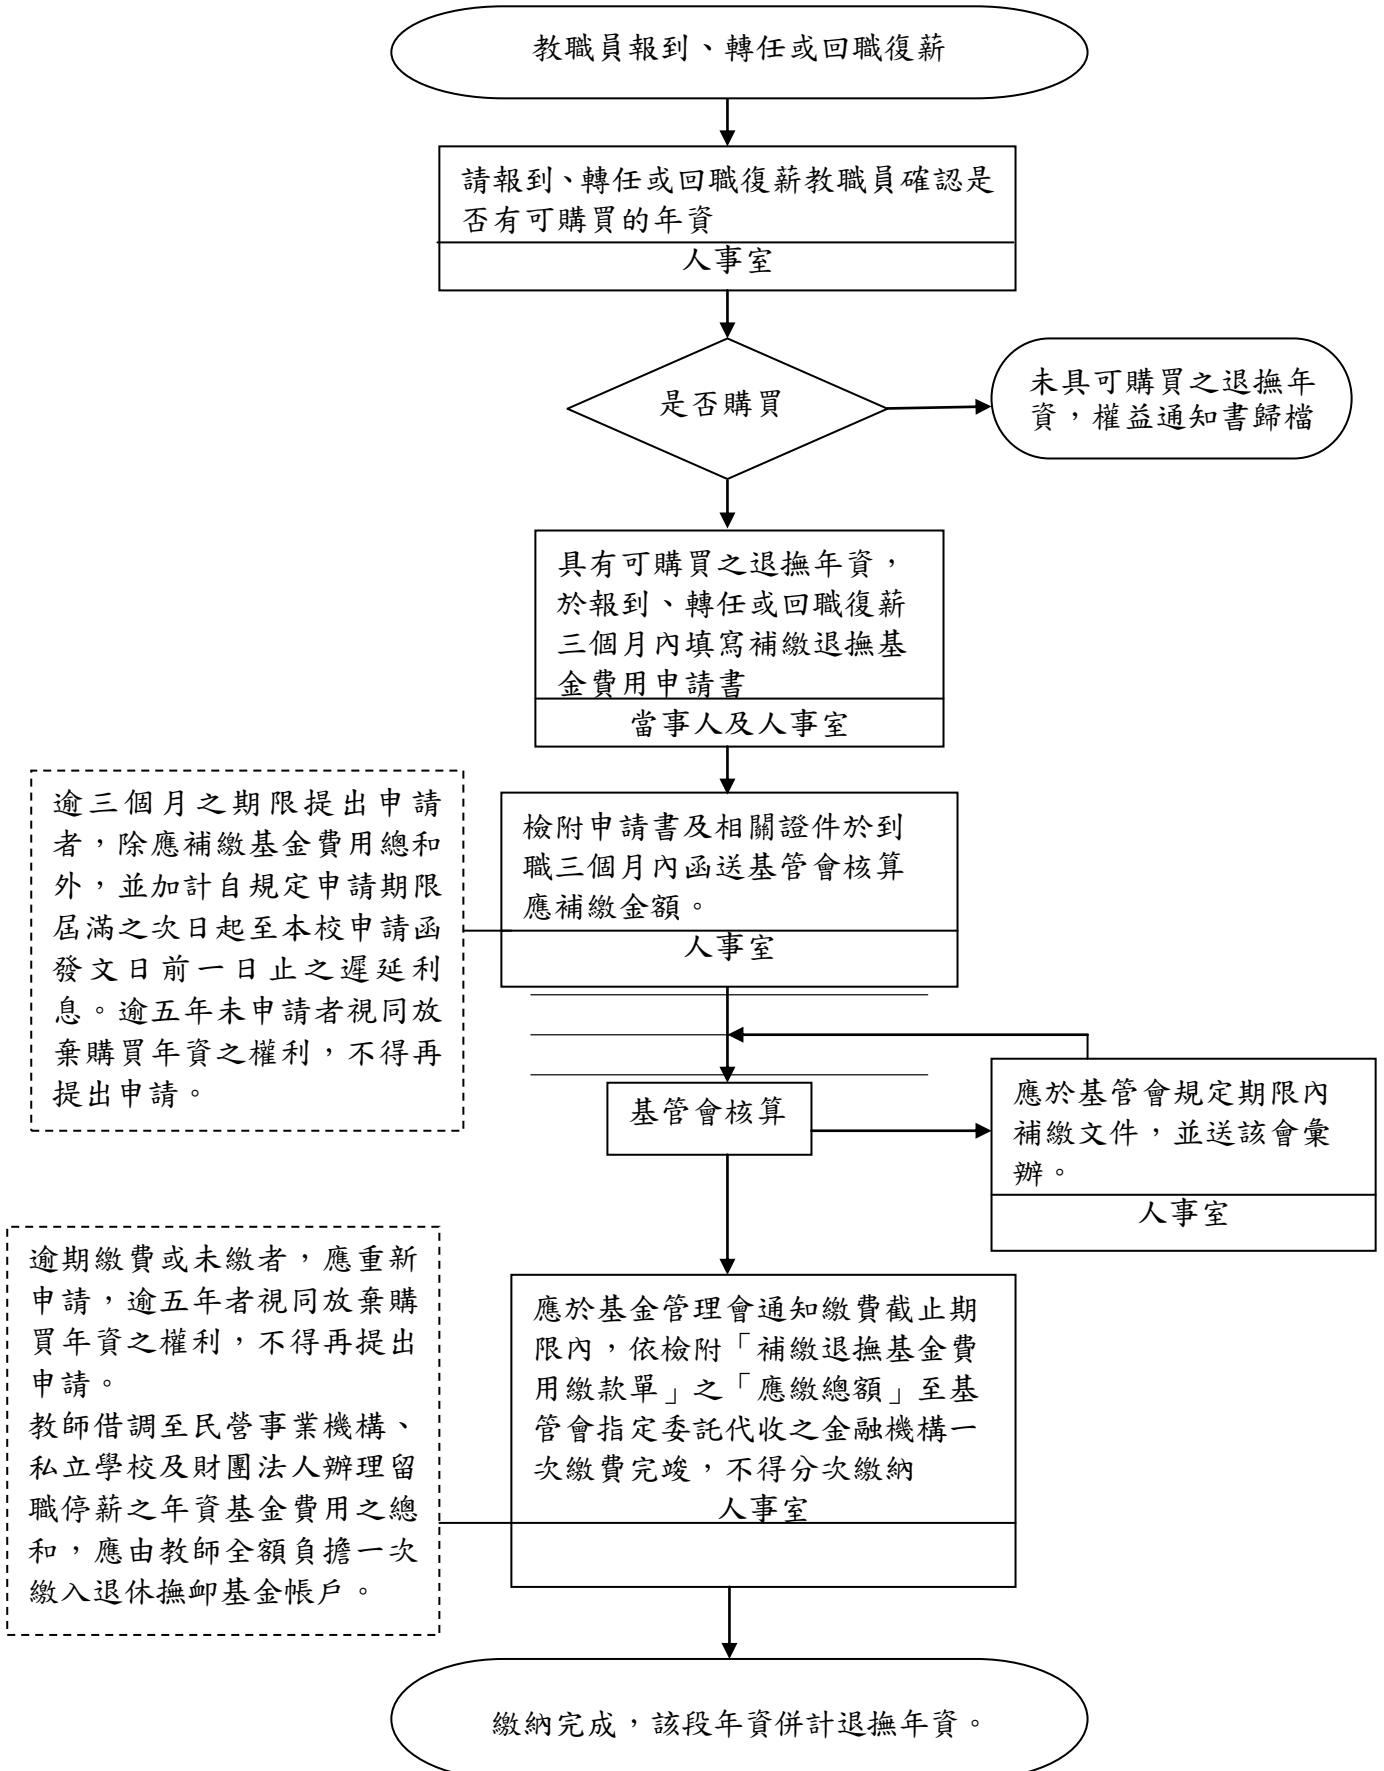 教職員報到、轉任或回職復薪
請報到、轉任或回職復薪教職員確認是
否有可購買的年資
人事室
是否購買
未具可購買之退撫年
資，權益通知書歸檔
具有可購買之退撫年資，
於報到、轉任或回職復薪
三個月內填寫補繳退撫基
金費用申請書
當事人及人事室
逾三個月之期限提出申請
者，除應補繳基金費用總和
外，並加計自規定申請期限
屆滿之次日起至本校申請函
發文日前一日止之遲延利
息。逾五年未申請者視同放
棄購買年資之權利，不得再
提出申請。
檢附申請書及相關證件於到
職三個月內函送基管會核算
應補繳金額。
人事室
基管會核算
應於基管會規定期限內
補繳文件，並送該會彙
辦。
人事室
逾期繳費或未繳者，應重新
申請，逾五年者視同放棄購
買年資之權利，不得再提出
申請。
教師借調至民營事業機構、
私立學校及財團法人辦理留
職停薪之年資基金費用之總
和，應由教師全額負擔一次
繳入退休撫卹基金帳戶。
應於基金管理會通知繳費截止期
限內，依檢附「補繳退撫基金費
用繳款單」之「應繳總額」至基
管會指定委託代收之金融機構一
次繳費完竣，不得分次繳納
人事室
繳納完成，該段年資併計退撫年資。